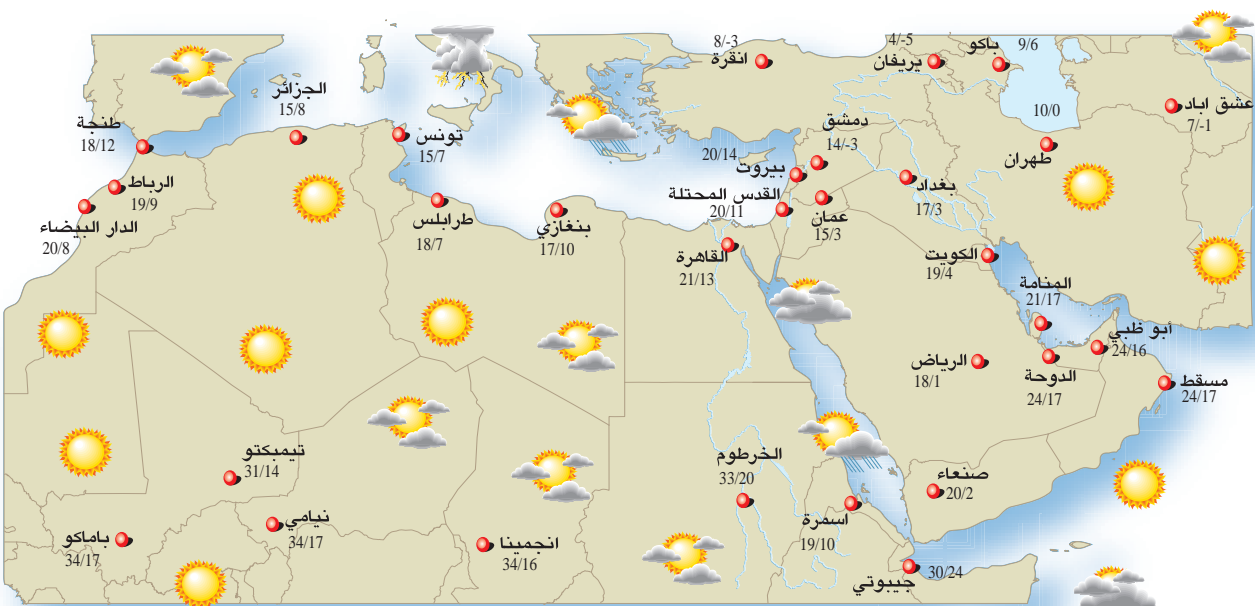 8/-3
انقرة
4/-5
يريفان
باكو
9/6
عشق اباد
7/-1
10/0
طهران
الجزائر
15/8
طنجة
18/12
تونس
15/7
دمشق
14/-3
20/14
بيروت
القدس المحتلة
20/11
عمان
15/3
بغداد
17/3
الرباط
19/9
الدار البيضاء
20/8
طرابلس
18/7
بنغازي
17/10
القاهرة
21/13
الكويت
19/4
المنامة
21/17
أبو ظبي
24/16
الرياض
18/1
الدوحة
24/17
مسقط
24/17
تيمبكتو
31/14
الخرطوم
33/20
صنعاء
20/2
نيامي
34/17
باماكو
34/17
انجمينا
34/16
اسمرة
19/10
جيبوتي
30/24